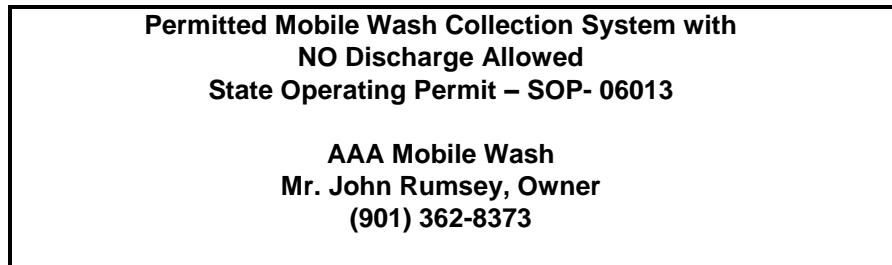 Permitted Mobile Wash Collection System with
NO Discharge Allowed
State Operating Permit – SOP- 06013
AAA Mobile Wash
Mr. John Rumsey, Owner
(901) 362-8373